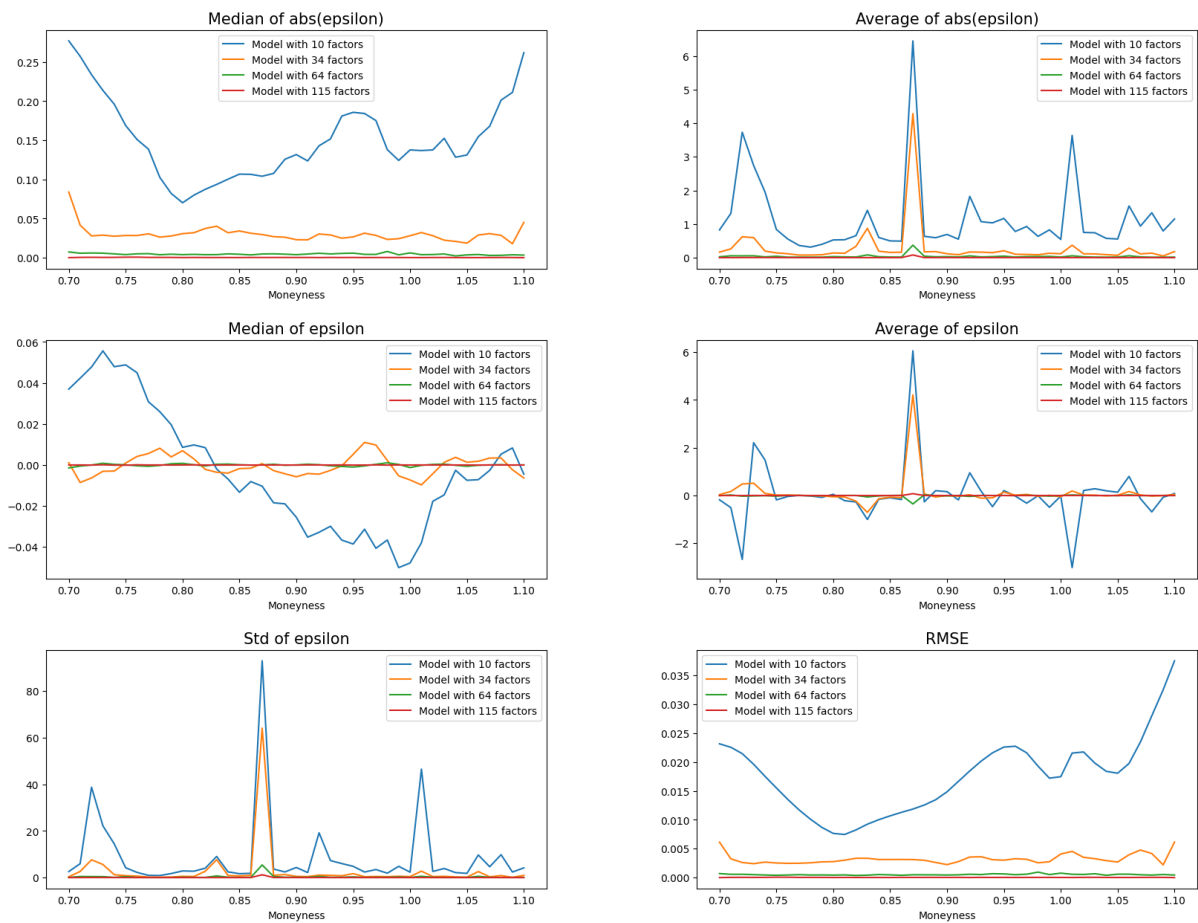 Median of abs(epsilon)
Model with 10 factors
Model with 34 factors
Model with 64 factors
Model with 115 factors
0.25
0.20
0.15
0.10
0.05
0.00
0.70 0.75 0.80 0.85 0.90 0.95 1.00 1.05 1.10
Moneyness
Average of abs(epsilon)
Model with 10 factors
Model with 34 factors
Model with 64 factors
Model with 115 factors
6
5
4
3
2
1
0
0.70 0.75 0.80 0.85 0.90 0.95 1.00 1.05 1.10
Moneyness
Median of epsilon
Model with 10 factors
Model with 34 factors
Model with 64 factors
Model with 115 factors
0.06
0.04
0.02
0.00
−0.02
−0.04
0.70 0.75 0.80 0.85 0.90 0.95 1.00 1.05 1.10
Moneyness
Average of epsilon
Model with 10 factors
Model with 34 factors
Model with 64 factors
Model with 115 factors
6
4
2
0
−2
0.70 0.75 0.80 0.85 0.90 0.95 1.00 1.05 1.10
Moneyness
Std of epsilon
Model with 10 factors
Model with 34 factors
Model with 64 factors
Model with 115 factors
80
60
40
20
0
0.70 0.75 0.80 0.85 0.90 0.95 1.00 1.05 1.10
Moneyness
RMSE
Model with 10 factors
Model with 34 factors
Model with 64 factors
Model with 115 factors
0.035
0.030
0.025
0.020
0.015
0.010
0.005
0.000
0.70 0.75 0.80 0.85 0.90 0.95 1.00 1.05 1.10
Moneyness